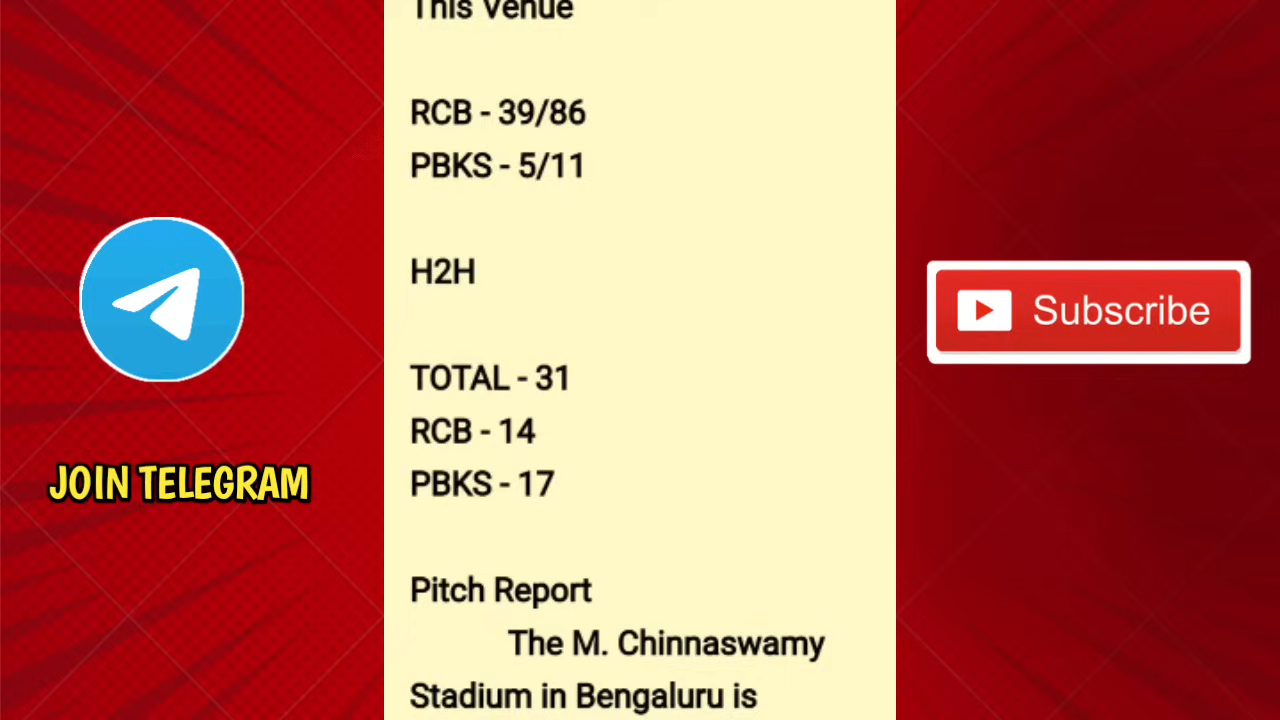 This Venue
RCB - 39/86
PBKS - 5/11
H2H
TOTAL - 31
RCB - 14
PBKS - 17
Pitch Report
The M. Chinnaswamy
Stadium in Bengaluru is
JOIN TELEGRAM
Subscribe